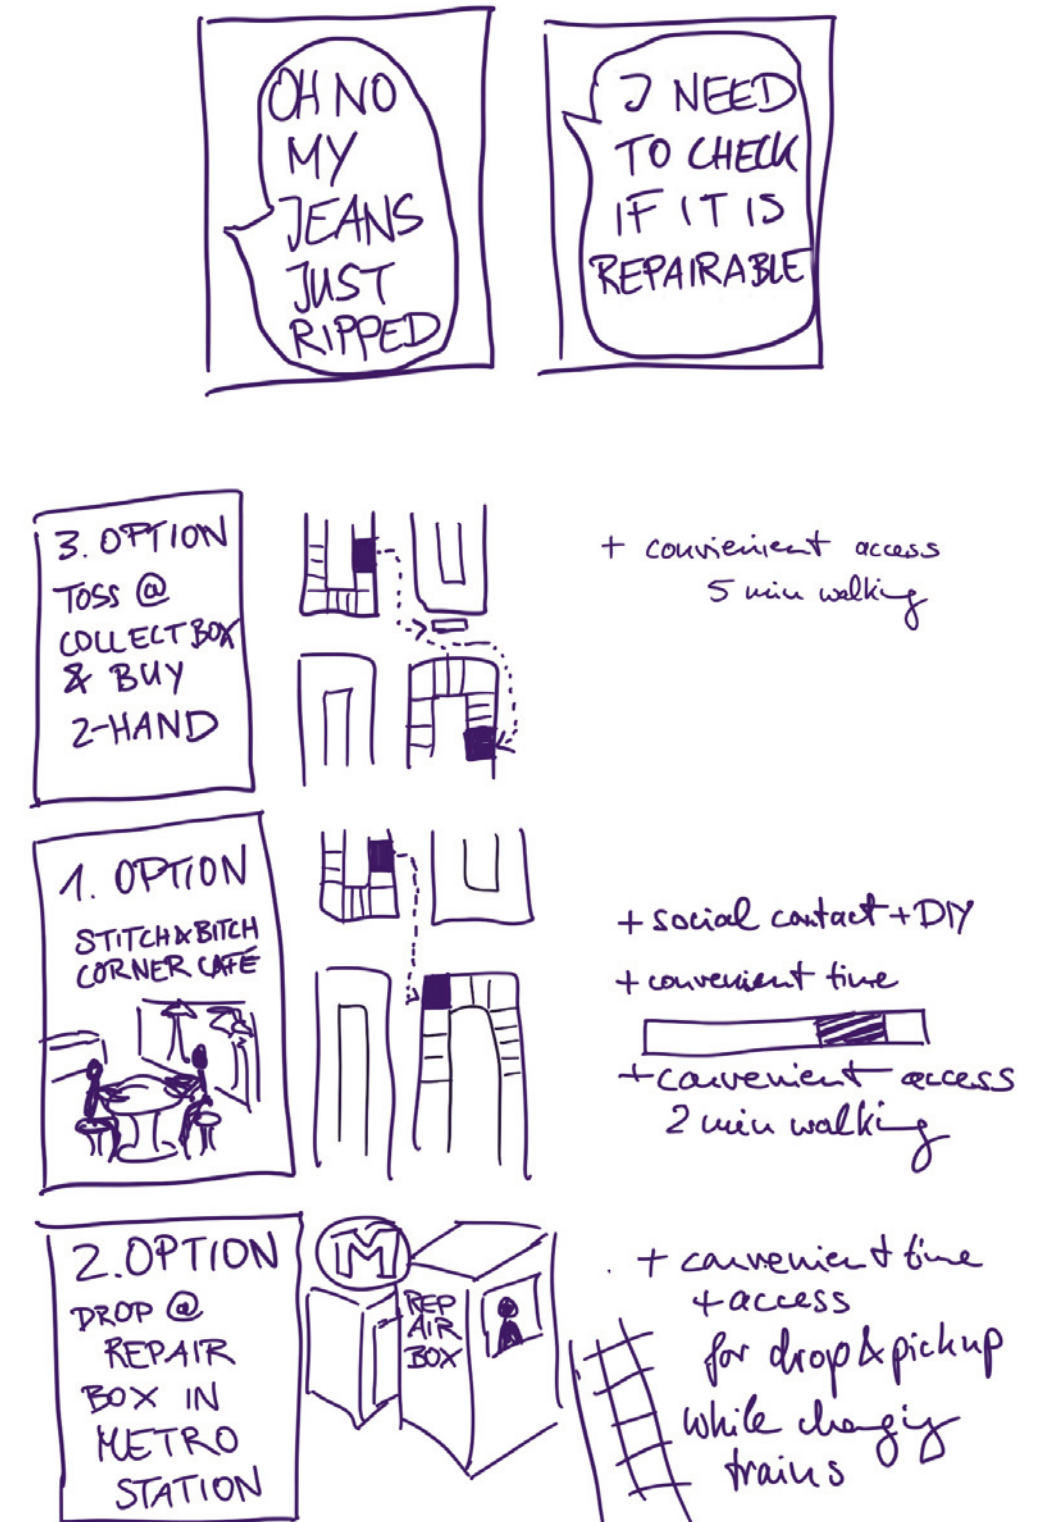 OH NO
MY
JEANS
JUST
RIPPED
I NEED
TO CHECK
IF IT IS
REPAIRABLE
3. OPTION
TOSS @
COLLECT BOX
& BUY
2-HAND
+ convienient access
5 min walking
1. OPTION
STITCH & BITCH
CORNER CAFÉ
+ social contact + DIY
+ convenient time
+ convenient access
2 min walking
2. OPTION
DROP @
REPAIR
BOX IN
METRO
STATION
M
REP
AIR
BOX
+ convenient time
+ access
for drop & pickup
while changing
trains